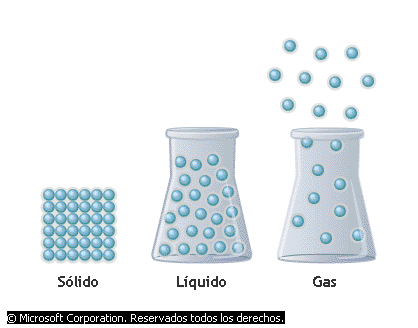 Sólido
Líquido
Gas
© Microsoft Corporation. Reservados todos los derechos.